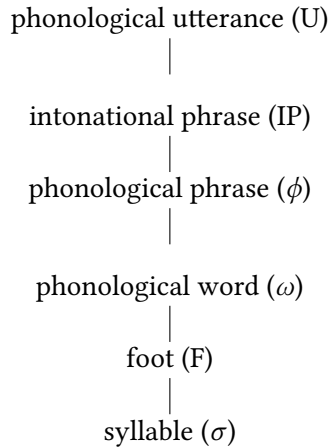 phonological utterance (U)
intonational phrase (IP)
phonological phrase (ϕ)
phonological word (ω)
foot (F)
syllable (σ)